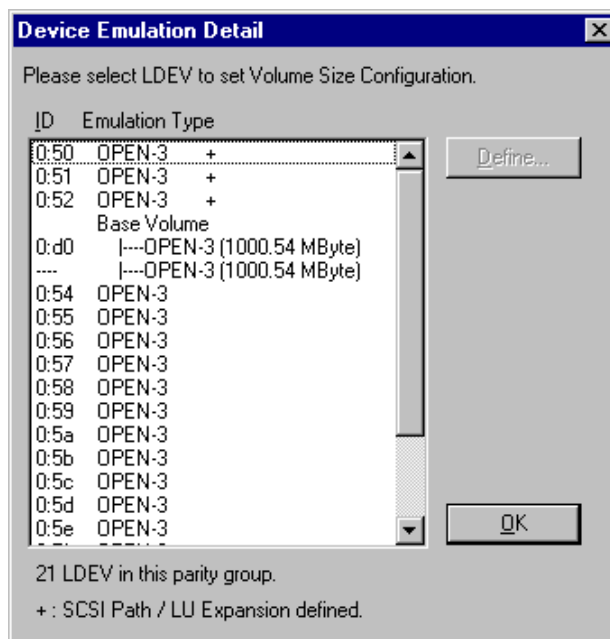 Device Emulation Detail
Please select LDEV to set Volume Size Configuration.
ID Emulation Type
0:50 OPEN-3 +
0:51 OPEN-3 +
0:52 OPEN-3 +
Base Volume
0:d0 |---OPEN-3 (1000.54 MByte)
---- |---OPEN-3 (1000.54 MByte)
0:54 OPEN-3
0:55 OPEN-3
0:56 OPEN-3
0:57 OPEN-3
0:58 OPEN-3
0:59 OPEN-3
0:5a OPEN-3
0:5b OPEN-3
0:5c OPEN-3
0:5d OPEN-3
0:5e OPEN-3
Define...
OK
21 LDEV in this parity group.
+ : SCSI Path / LU Expansion defined.